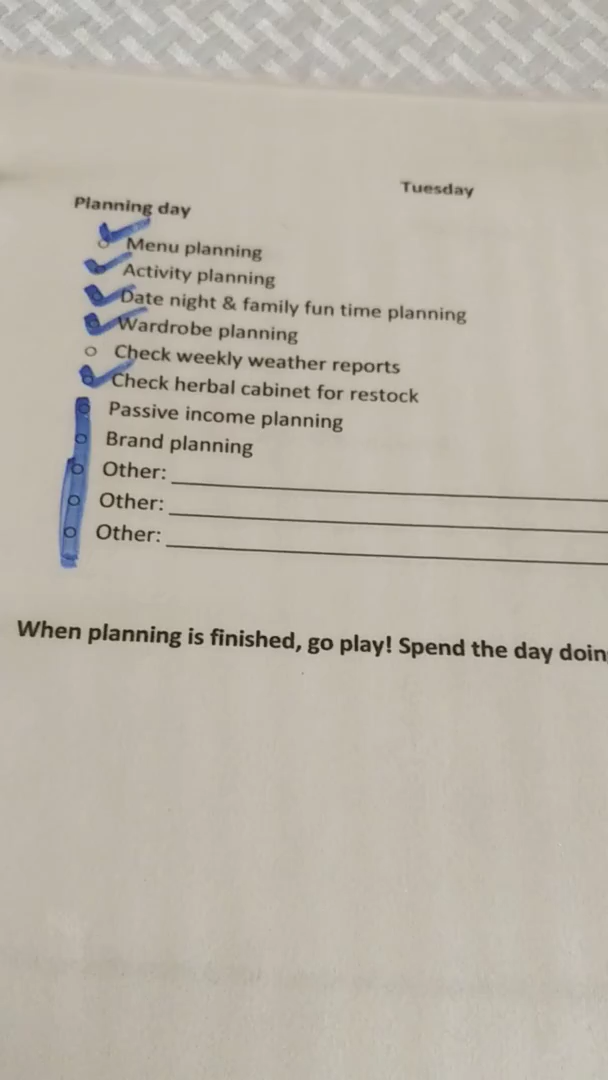 Tuesday
Planning day
Menu planning
Activity planning
Date night & family fun time planning
Wardrobe planning
Check weekly weather reports
Check herbal cabinet for restock
Passive income planning
Brand planning
Other:
Other:
Other:
When planning is finished, go play! Spend the day doin